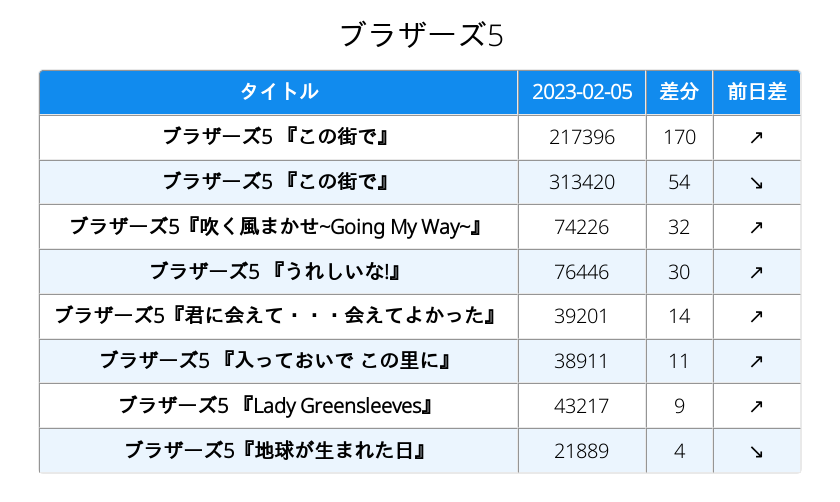 ブラザーズ5
タイトル 2023-02-05 差分 前日差
ブラザーズ5 『この街で』 217396 170 ↗
ブラザーズ5 『この街で』 313420 54 ↘
ブラザーズ5『吹く風まかせ~Going My Way~』 74226 32 ↗
ブラザーズ5 『うれしいな!』 76446 30 ↗
ブラザーズ5『君に会えて・・・会えてよかった』 39201 14 ↗
ブラザーズ5 『入っておいで この里に』 38911 11 ↗
ブラザーズ5 『Lady Greensleeves』 43217 9 ↗
ブラザーズ5『地球が生まれた日』 21889 4 ↘